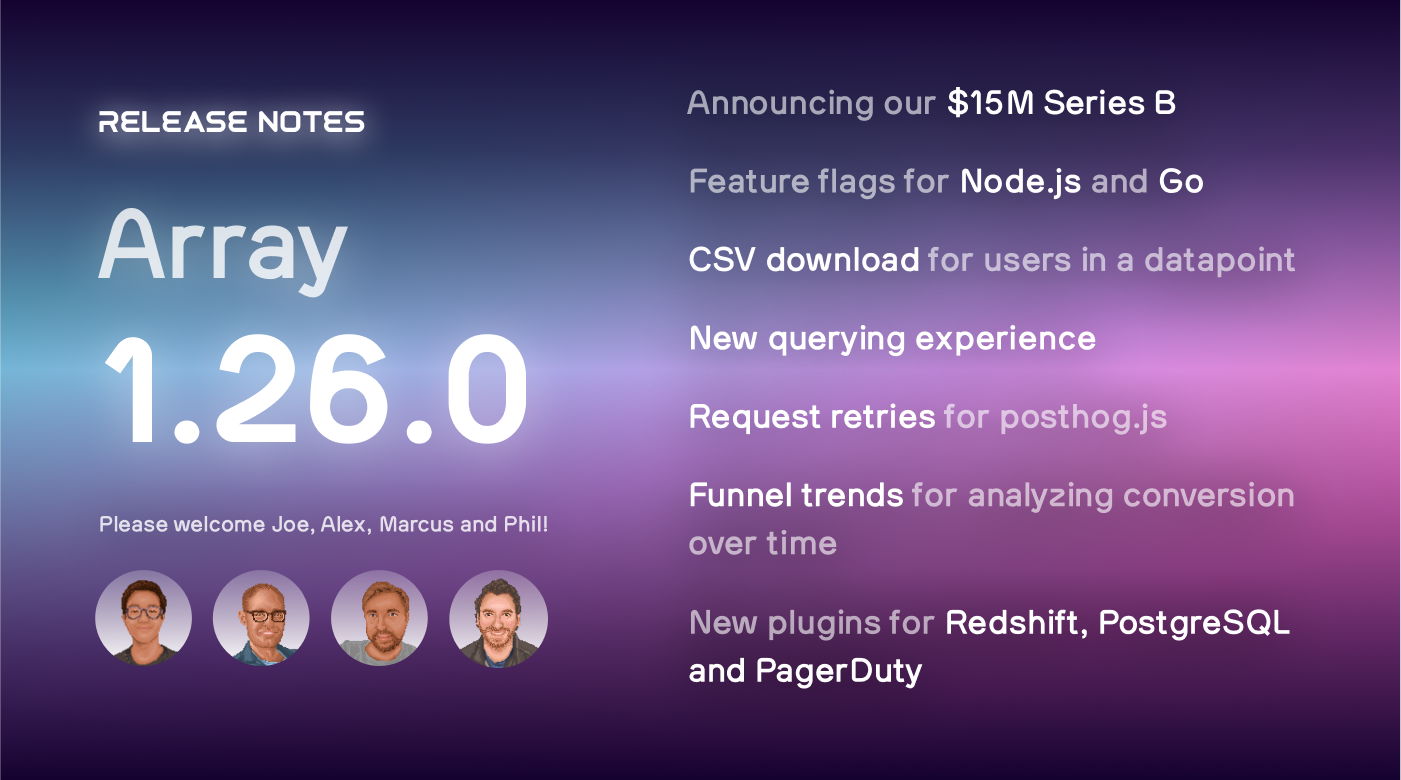 RELEASE NOTES
Array
1.26.0
Please welcome Joe, Alex, Marcus and Phil!
Announcing our $15M Series B
Feature flags for Node.js and Go
CSV download for users in a datapoint
New querying experience
Request retries for posthog.js
Funnel trends for analyzing conversion
over time
New plugins for Redshift, PostgreSQL
and PagerDuty